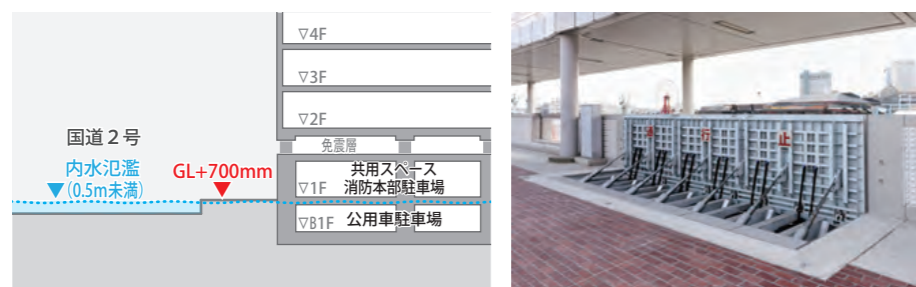 ▽4F
▽3F
▽2F
免震層
国道2号
内水氾濫
▼(0.5m未満)
GL+700mm
▼
共用スペース
▽1F 消防本部駐車場
▽B1F 公用車駐車場
行 止